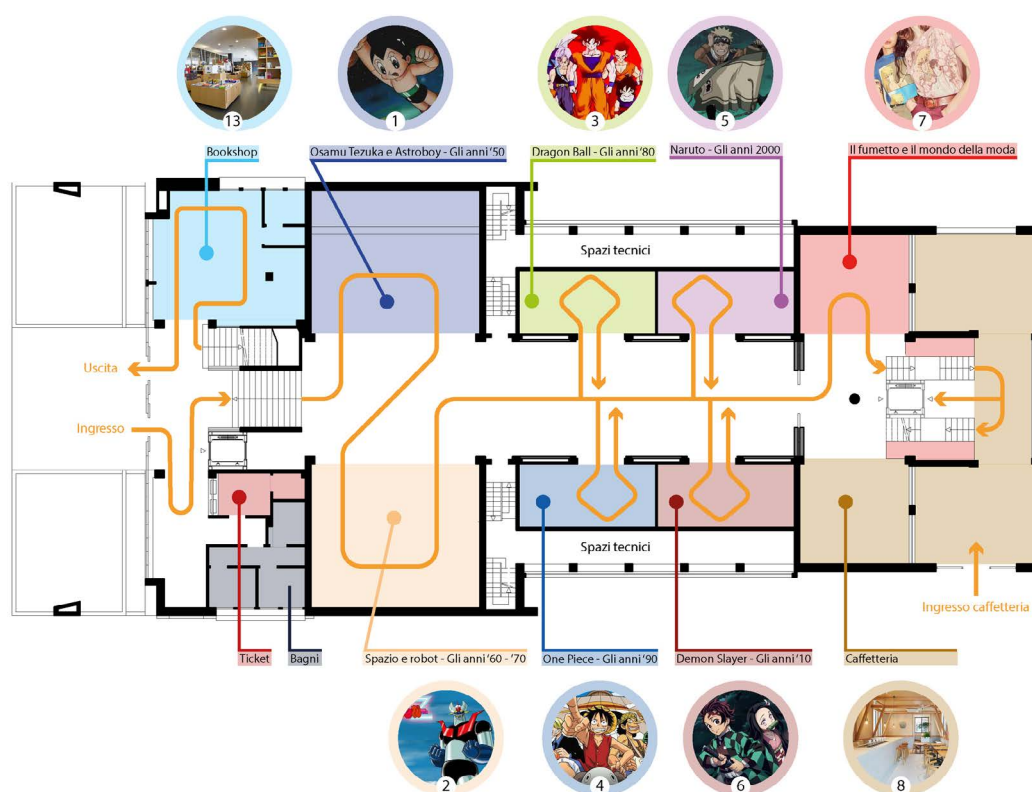 13
1
3
5
7
Bookshop
Osamu Tezuka e Astroboy - Gli anni '50
Dragon Ball - Gli anni '80
Naruto - Gli anni 2000
Il fumetto e il mondo della moda
Spazi tecnici
Uscita
Ingresso
Spazi tecnici
Ingresso caffetteria
Ticket
Bagni
Spazio e robot - Gli anni '60 - '70
One Piece - Gli anni '90
Demon Slayer - Gli anni '10
Caffetteria
2
4
6
8